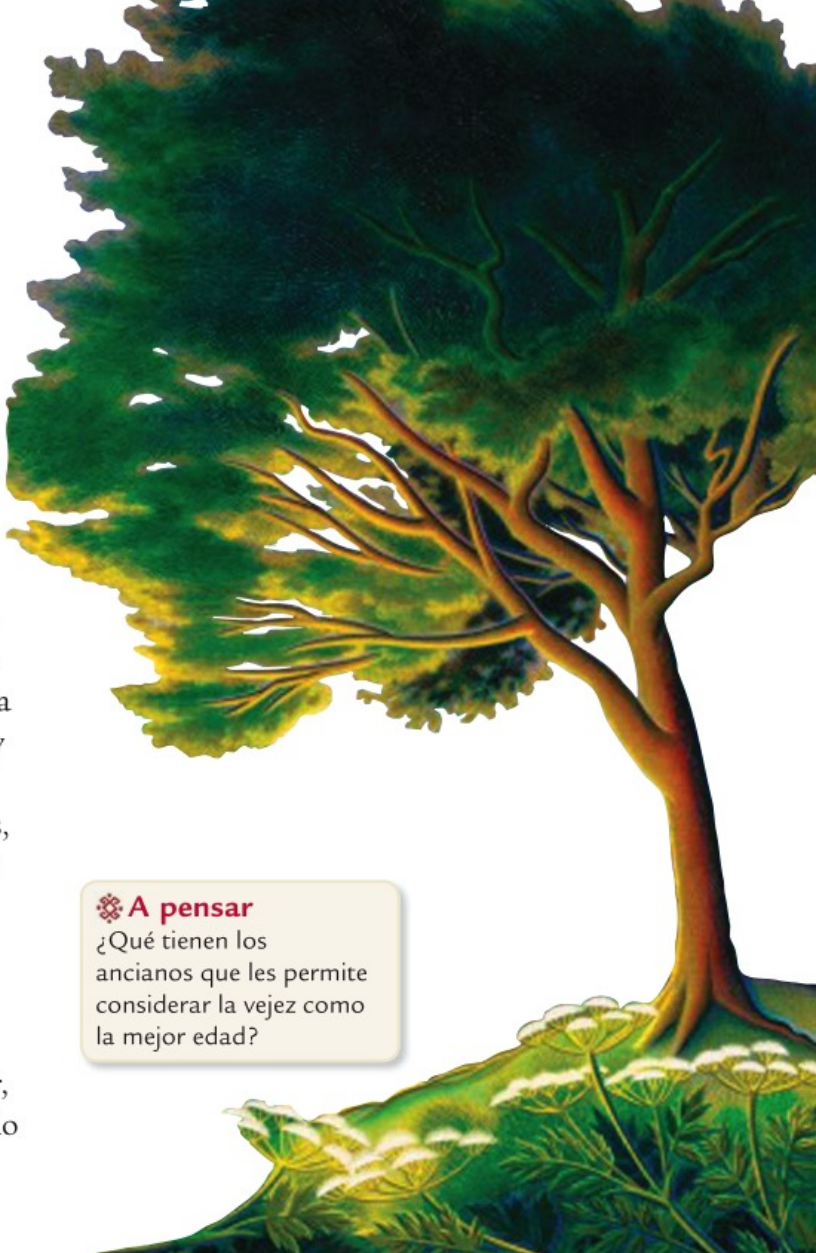 A pensar
¿Qué tienen los
ancianos que les permite
considerar la vejez como
la mejor edad?